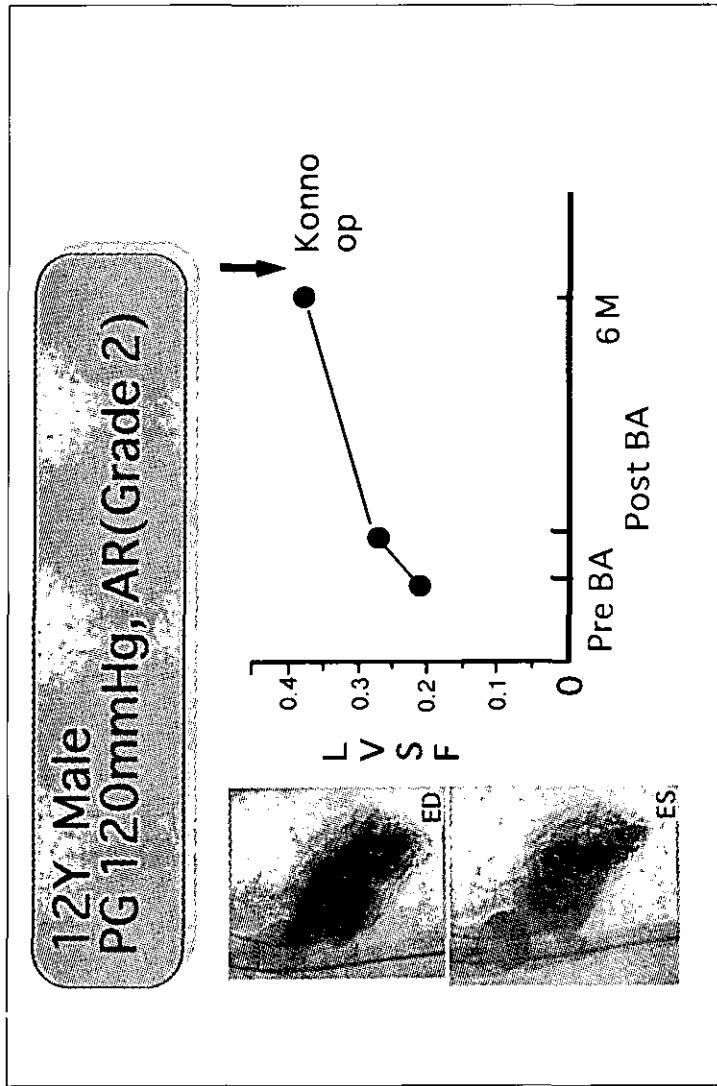 12Y Male
PG 120mmHg, AR(Grade 2)
ED
ES
L
V
S
F
0.4
0.3
0.2
0.1
0
Pre BA
Post BA
6 M
Konno
op